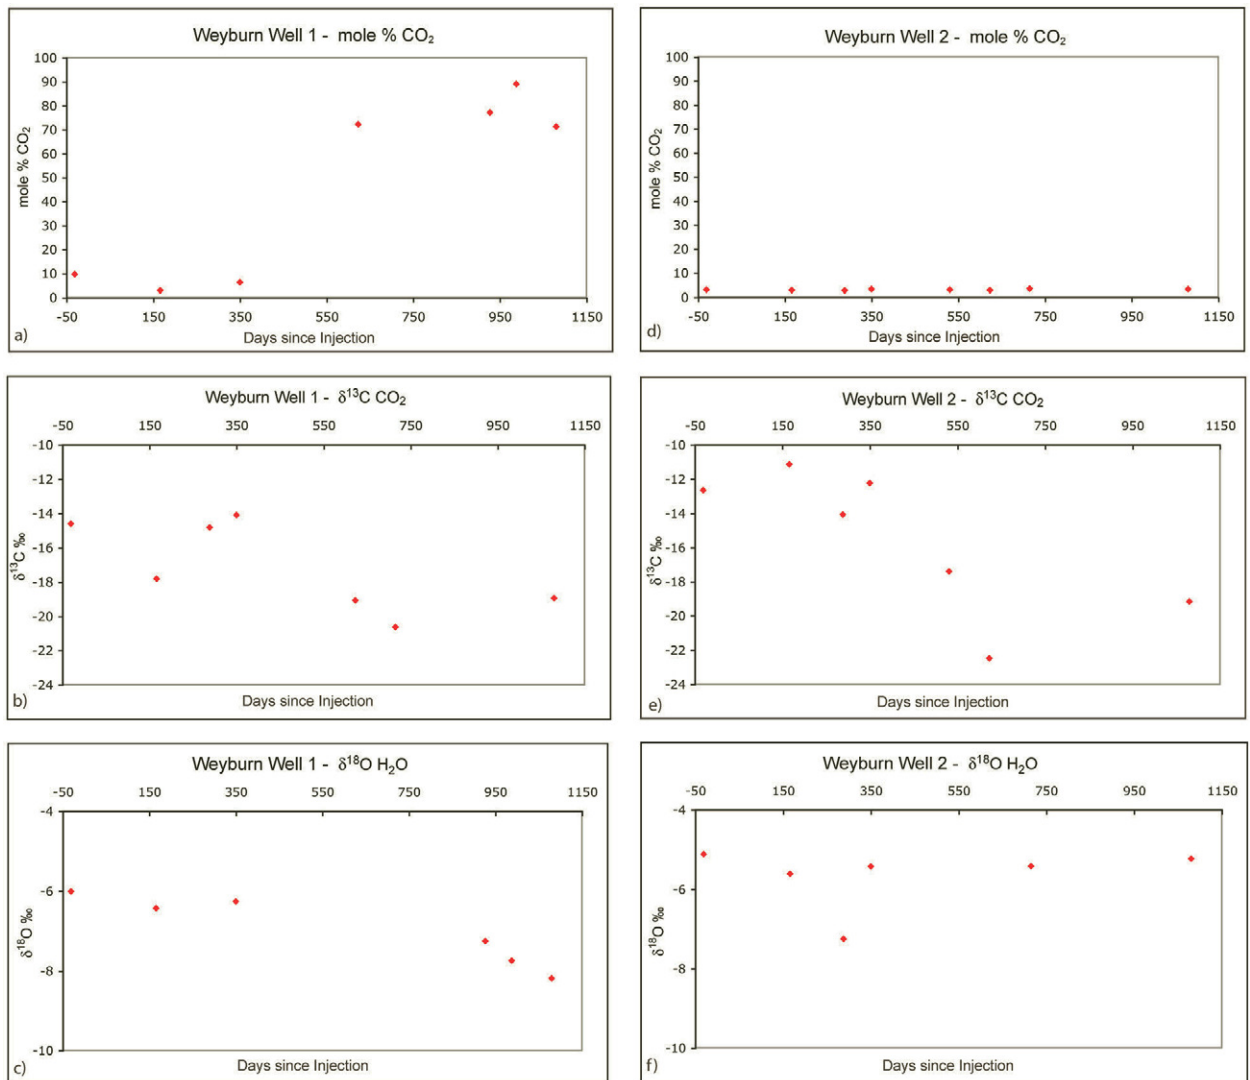 Weyburn Well 1 - mole % CO₂
100
90
80
70
60
50
40
30
20
10
0
mole % CO₂
-50 150 350 550 750 950 1150
Days since Injection
a)
Weyburn Well 2 - mole % CO₂
100
90
80
70
60
50
40
30
20
10
0
mole % CO₂
-50 150 350 550 750 950 1150
Days since Injection
d)
Weyburn Well 1 - δ¹³C CO₂
-50 150 350 550 750 950 1150
-10
-12
-14
-16
-18
-20
-22
-24
δ¹³C ‰
Days since Injection
b)
Weyburn Well 2 - δ¹³C CO₂
-50 150 350 550 750 950 1150
-10
-12
-14
-16
-18
-20
-22
-24
δ¹³C ‰
Days since Injection
e)
Weyburn Well 1 - δ¹⁸O H₂O
-50 150 350 550 750 950 1150
-4
-6
-8
-10
δ¹⁸O ‰
Days since Injection
c)
Weyburn Well 2 - δ¹⁸O H₂O
-50 150 350 550 750 950 1150
-4
-6
-8
-10
δ¹⁸O ‰
Days since Injection
f)